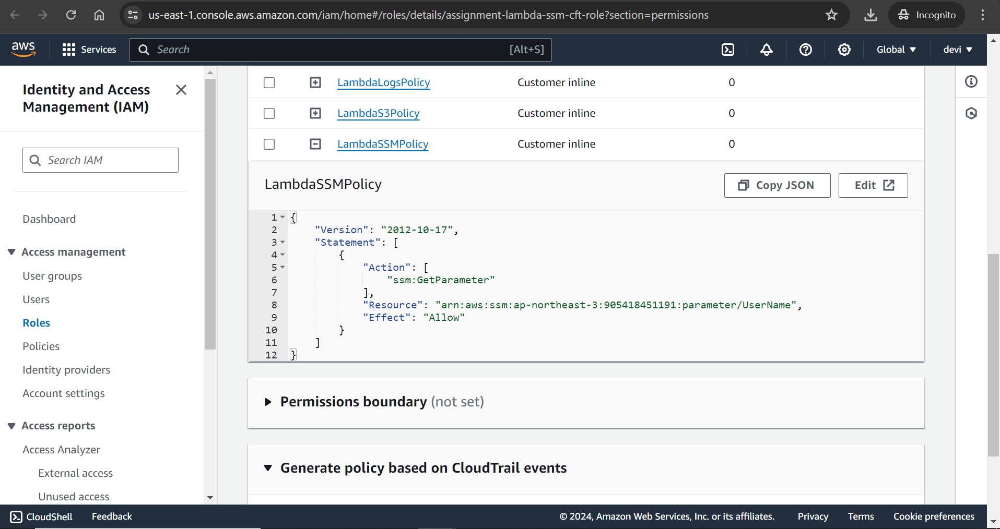 us-east-1.console.aws.amazon.com/iam/home#/roles/details/assignment-lambda-ssm-cft-role?section=permissions
Incognito
aws
Services
Search
[Alt+S]
Global
devi
Identity and Access
Management (IAM)
Search IAM
Dashboard
Access management
User groups
Users
Roles
Policies
Identity providers
Account settings
Access reports
Access Analyzer
External access
Unused access
LambdaLogsPolicy Customer inline 0
LambdaS3Policy Customer inline 0
LambdaSSMPolicy Customer inline 0
LambdaSSMPolicy
Copy JSON
Edit
1 {
2 "Version": "2012-10-17",
3 "Statement": [
4 {
5 "Action": [
6 "ssm:GetParameter"
7 ],
8 "Resource": "arn:aws:ssm:ap-northeast-3:905418451191:parameter/UserName",
9 "Effect": "Allow"
10 }
11 ]
12 }
Permissions boundary (not set)
Generate policy based on CloudTrail events
CloudShell
Feedback
© 2024, Amazon Web Services, Inc. or its affiliates.
Privacy
Terms
Cookie preferences